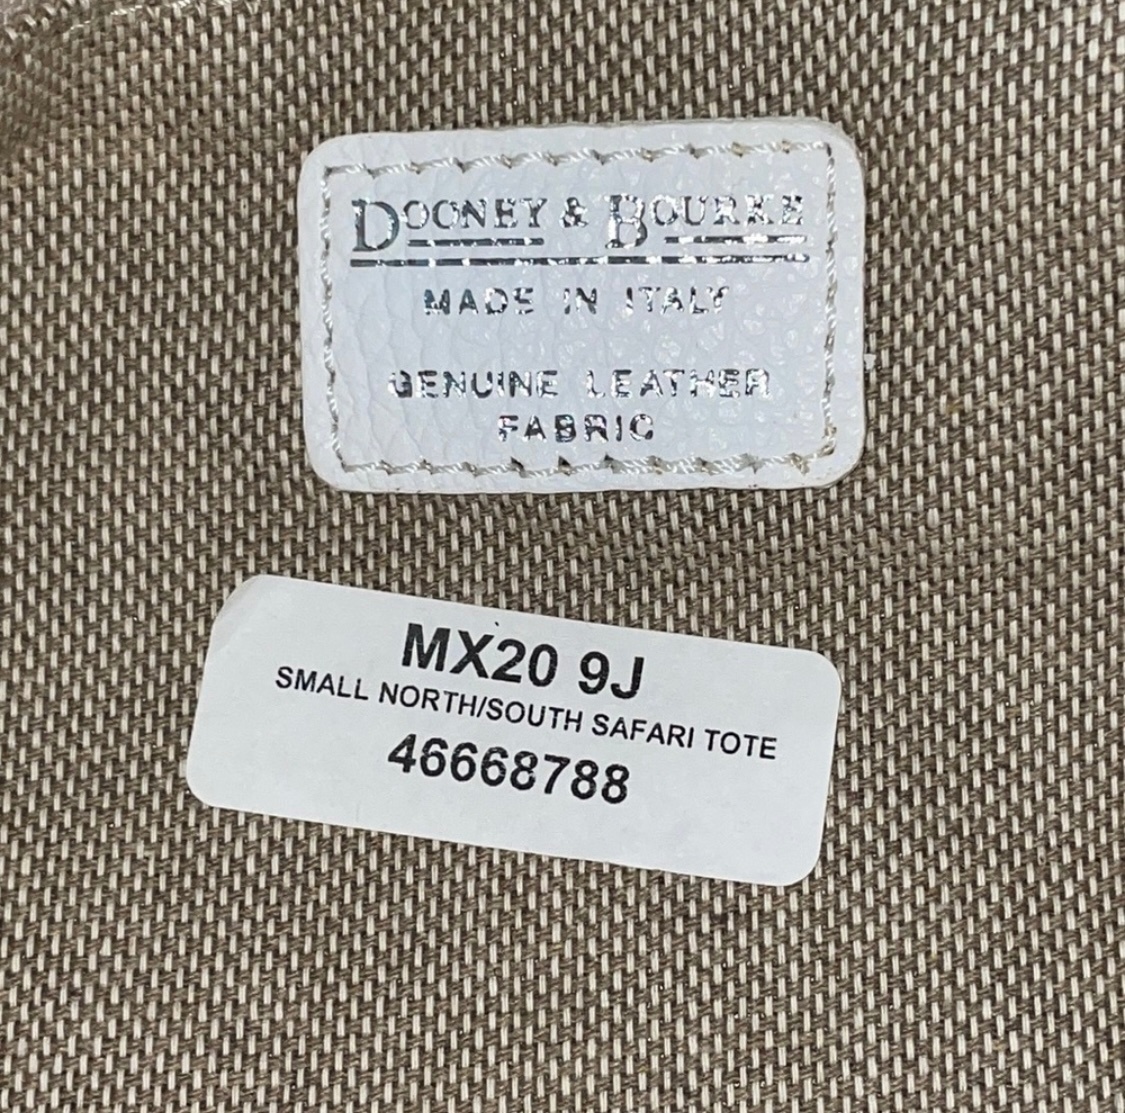 DOONEY & BOURKE
MADE IN ITALY
GENUINE LEATHER
FABRIC
MX20 9J
SMALL NORTH/SOUTH SAFARI TOTE
46668788